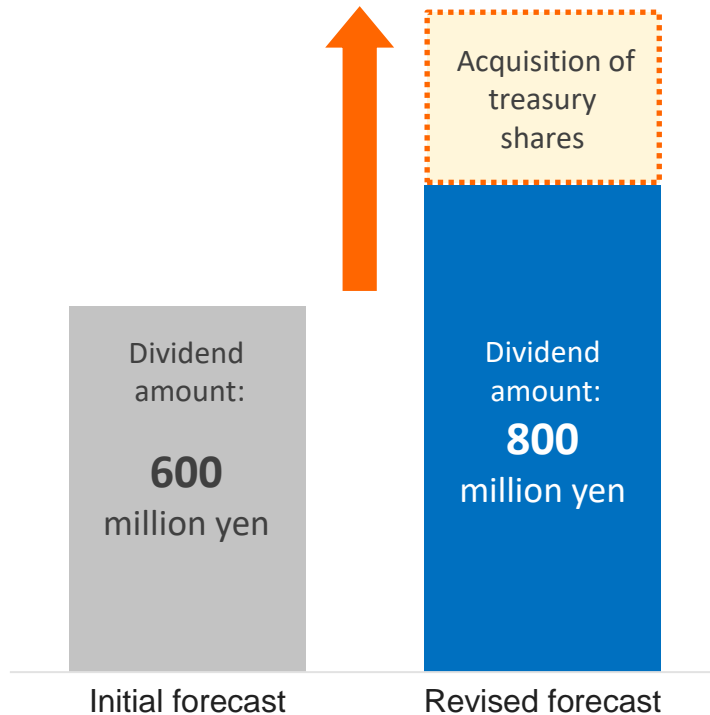 Acquisition of
treasury
shares
Dividend
amount:
600
million yen
Dividend
amount:
800
million yen
Initial forecast
Revised forecast